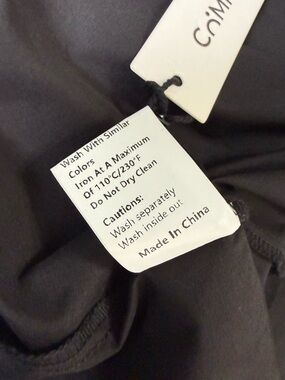 Wash With Similar
Colors
Iron At A Maximum
Of 110°C/230°F
Do Not Dry Clean
Cautions:
Wash separately
Wash inside out
Made In China